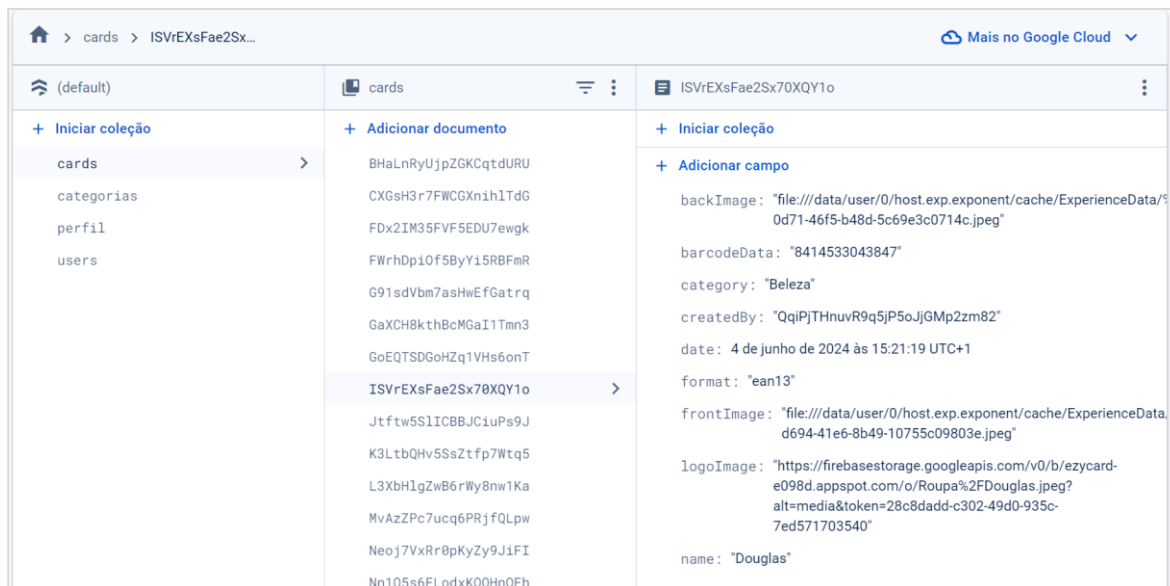 cards > ISVrEXsFae2Sx...
Mais no Google Cloud
(default)
cards
ISVrEXsFae2Sx70XQY1o
+ Iniciar coleção
+ Adicionar documento
+ Iniciar coleção
cards
categorias
perfil
users
BHaLnRyUjpZGKCqtdURU
CXGsH3r7FWCGXnihlTdG
FDx2IM35FVF5EDU7ewgk
FWrhDpiOf5ByYi5RBFmR
G91sdVbm7asHwEfGatrq
GaXCH8kthBcMGaI1Tmn3
GoEQTSDGoHZq1VHs6onT
ISVrEXsFae2Sx70XQY1o
Jtftw5SlICBBJCiuPs9J
K3LtbQHv5SsZtfp7Wtq5
L3XbHlgZwB6rWy8nw1Ka
MvAzZPc7ucq6PRjfQLpw
Neoj7VxRr0pKyZy9JiFI
+ Adicionar campo
backImage: "file:///data/user/0/host.exp.exponent/cache/ExperienceData/%
0d71-46f5-b48d-5c69e3c0714c.jpeg"
barcodeData: "8414533043847"
category: "Beleza"
createdBy: "QqiPjTHnuvR9q5jP5oJjGMp2zm82"
date: 4 de junho de 2024 às 15:21:19 UTC+1
format: "ean13"
frontImage: "file:///data/user/0/host.exp.exponent/cache/ExperienceData
d694-41e6-8b49-10755c09803e.jpeg"
logoImage: "https://firebasestorage.googleapis.com/v0/b/ezycard-
e098d.appspot.com/o/Roupa%2FDouglas.jpeg?
alt=media&token=28c8dadd-c302-49d0-935c-
7ed571703540"
name: "Douglas"